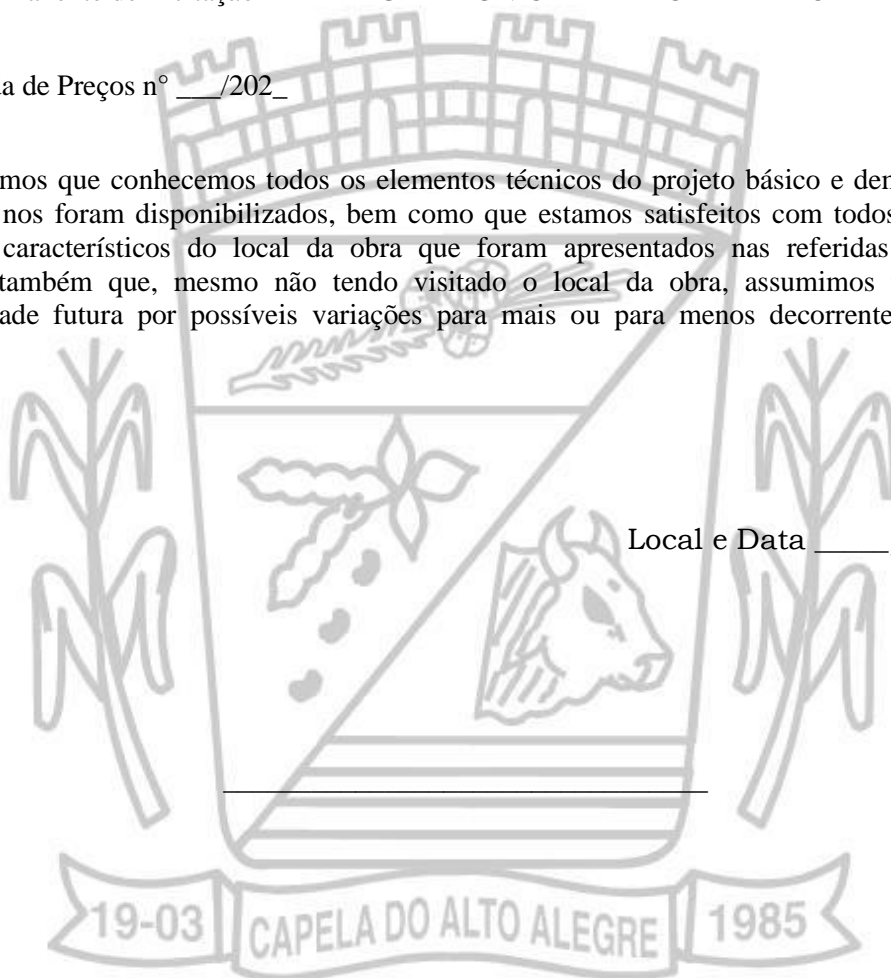 ua de Preços n° ___/202_
mos que conhecemos todos os elementos técnicos do projeto básico e den
nos foram disponibilizados, bem como que estamos satisfeitos com todos
característicos do local da obra que foram apresentados nas referidas
também que, mesmo não tendo visitado o local da obra, assumimos
ade futura por possíveis variações para mais ou para menos decorrente
Local e Data _____
19-03 CAPELA DO ALTO ALEGRE 1985